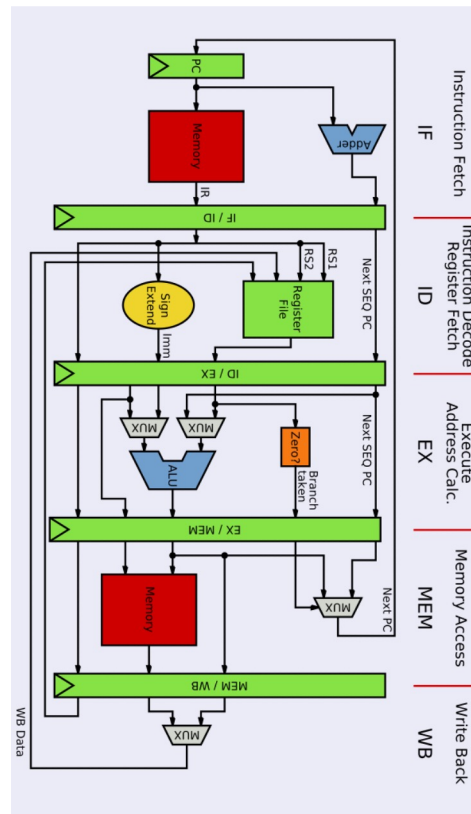 Instruction Fetch
IF
Instruction Decode
Register Fetch
ID
Execute
Address Calc.
EX
Memory Access
MEM
Write Back
WB
Next PC
Adder
Next SEQ PC
Next SEQ PC
MUX
PC
Memory
IR
IF / ID
RS1
RS2
Register
File
Sign
Extend
Imm
ID / EX
Zero?
Branch
taken
MUX
MUX
ALU
EX / MEM
Memory
MEM / WB
MUX
WB Data